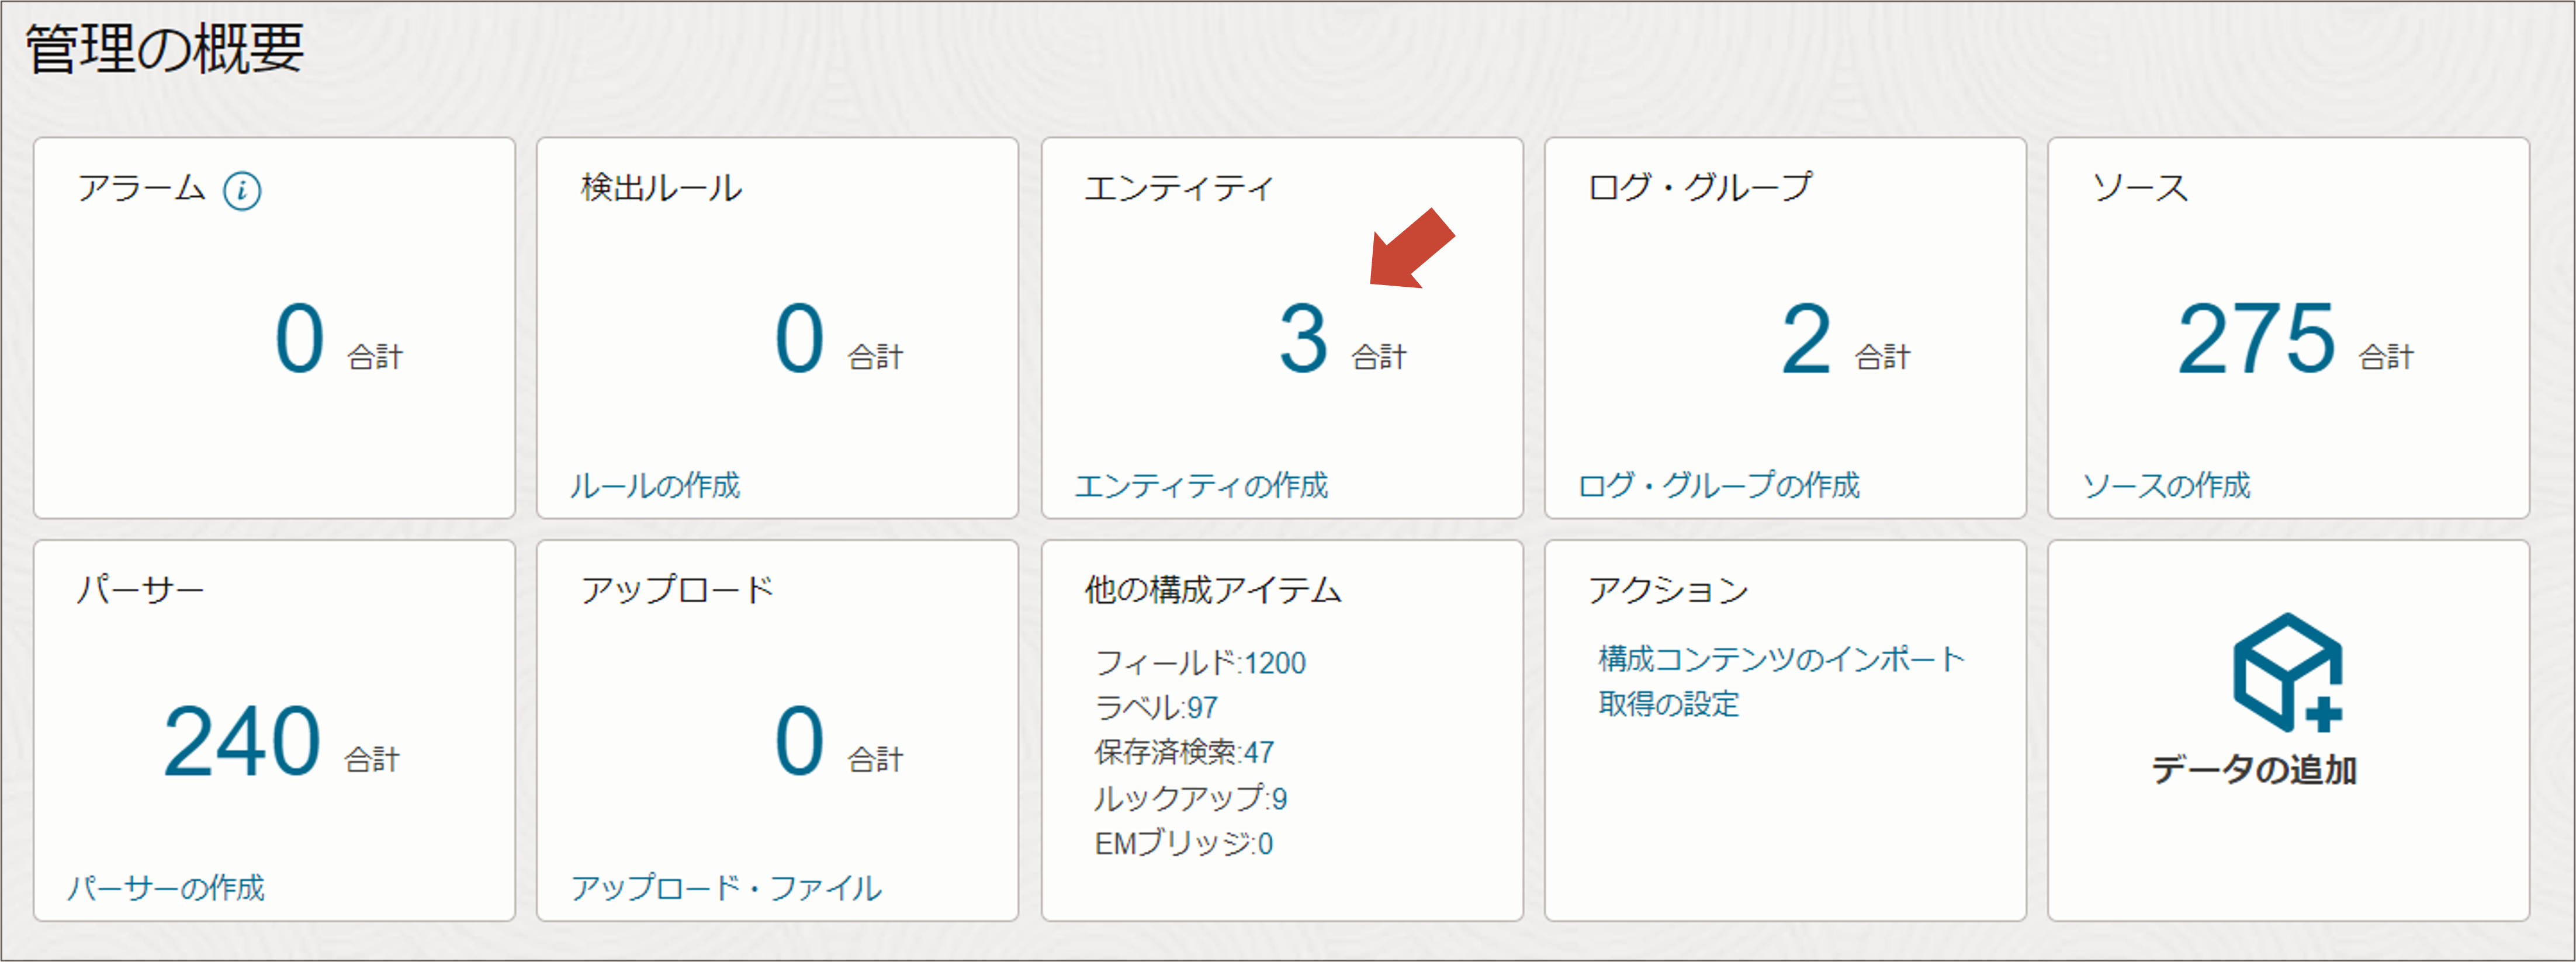 管理の概要
アラーム
0 合計
検出ルール
0 合計
ルールの作成
エンティティ
3 合計
エンティティの作成
ログ・グループ
2 合計
ログ・グループの作成
ソース
275 合計
ソースの作成
パーサー
240 合計
パーサーの作成
アップロード
0 合計
アップロード・ファイル
他の構成アイテム
フィールド:1200
ラベル:97
保存済検索:47
ルックアップ:9
EMブリッジ:0
アクション
構成コンテンツのインポート
取得の設定
データの追加